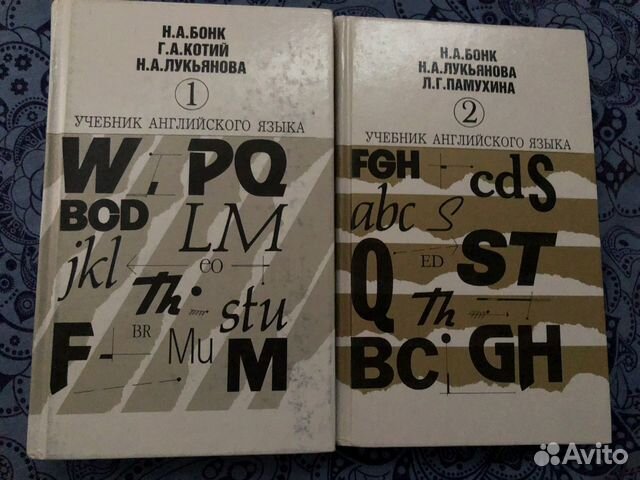 Н.А.БОНК
Г.А.КОТИЙ
Н.А.ЛУКЬЯНОВА
1
УЧЕБНИК АНГЛИЙСКОГО ЯЗЫКА
W PQ
BCD
LM
jkl
eo
Th
stu
BR
F Mu M
Н.А.БОНК
Н.А.ЛУКЬЯНОВА
Л.Г.ПАМУХИНА
2
УЧЕБНИК АНГЛИЙСКОГО ЯЗЫКА
FGH cdS
abc S
Q ED ST
Th
BC GH
Avito